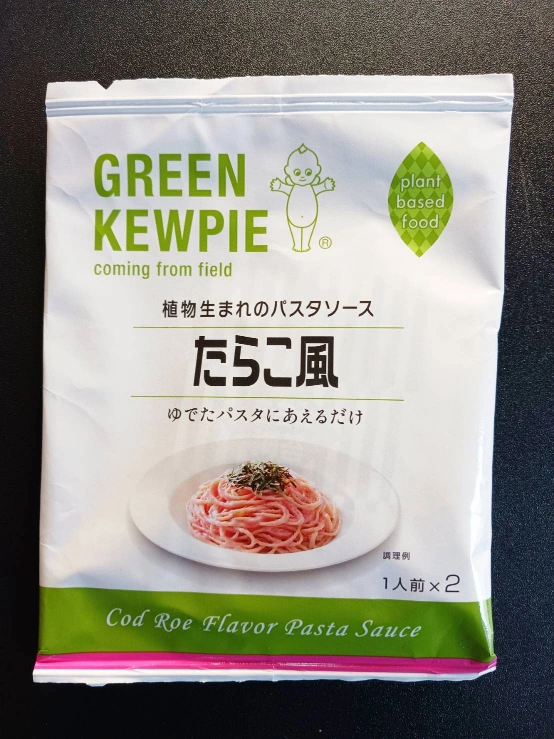 GREEN
KEWPIE
®
coming from field
plant
based
food
植物生まれのパスタソース
たらこ風
ゆでたパスタにあえるだけ
調理例
1人前×2
Cod Roe Flavor Pasta Sauce